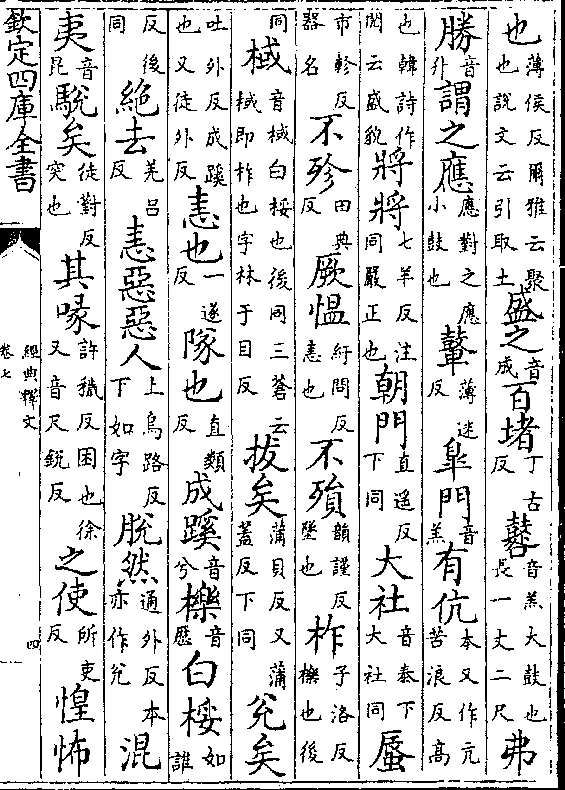 也薄侯反爾雅云聚也說文云引取土盛之音成百堵丁古反鼛音羔大鼓也長一丈二尺弗
勝音升謂之應應對之應小鼓也鼙薄迷反臯門音羔有伉本又作亢苦浪反高
也韓詩作閌云盛貌將將七羊反注同嚴正也朝門直遥反下同大社音泰下大社同蜃
市軫反器名不殄田典反厥慍紆問反恚也不殞韻謹反墜也柞子洛反櫟也後
同棫音域白桵也後同三蒼云棫即柞也字林于目反拔矣蒲貝反又蒲蓋反下同兌矣
吐外反成蹊也又徒外反恚也一遂反隊也直類反成蹊音兮櫟音歷白桵如誰
反後同絶去羌吕反恚惡惡人上烏路反下如字脫然通外反本亦作兊混
夷音昆駾矣徒對反突也其喙許穢反困也徐又音尺鋭反之使所吏反惶怖
欽定四庫全書
經典釋文
卷七
四